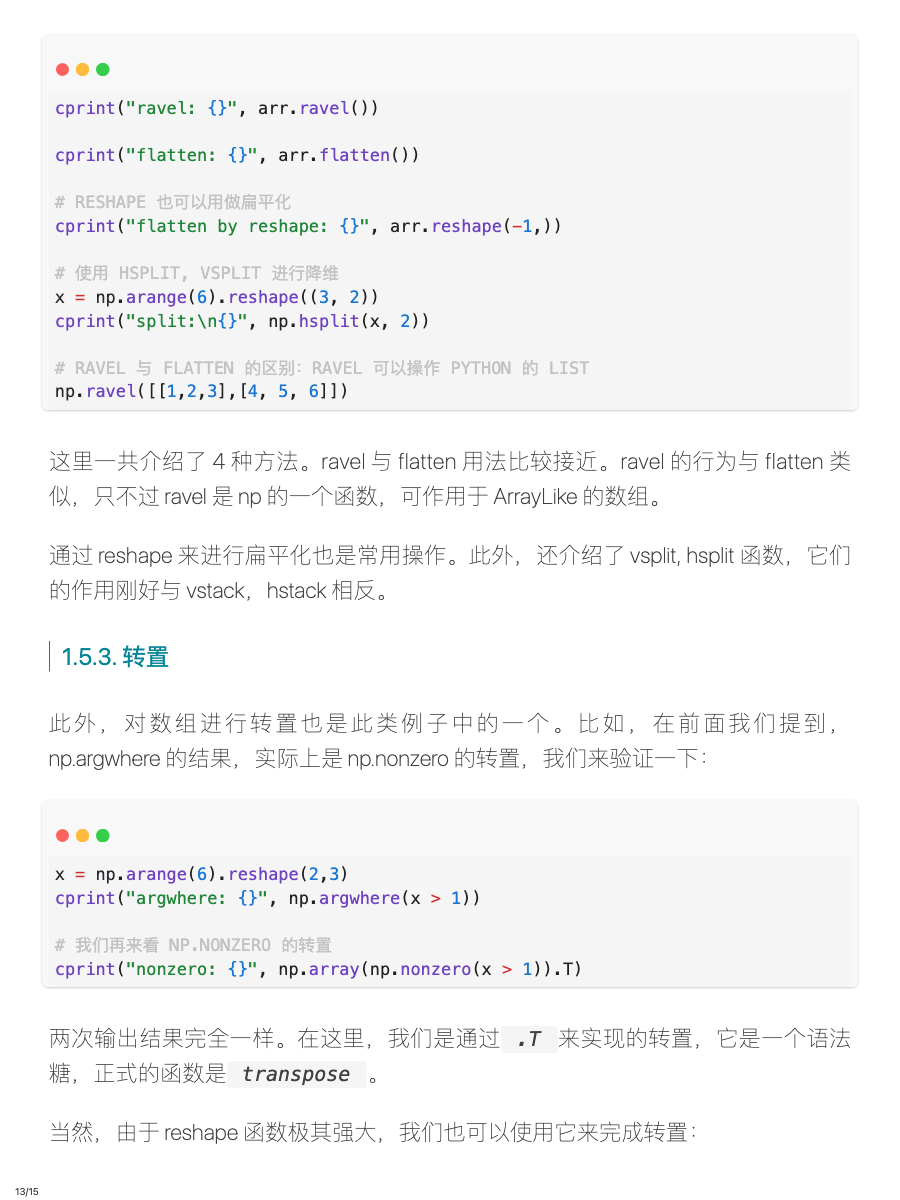 cprint("ravel: {}", arr.ravel())
cprint("flatten: {}", arr.flatten())
# RESHAPE 也可以用做扁平化
cprint("flatten by reshape: {}", arr.reshape(-1,))
# 使用 HSPLIT, VSPLIT 进行降维
x = np.arange(6).reshape((3, 2))
cprint("split:\n{}", np.hsplit(x, 2))
# RAVEL 与 FLATTEN 的区别：RAVEL 可以操作 PYTHON 的 LIST
np.ravel([[1,2,3],[4, 5, 6]])
这里一共介绍了 4 种方法。ravel 与 flatten 用法比较接近。ravel 的行为与 flatten 类
似，只不过 ravel 是 np 的一个函数，可作用于 ArrayLike 的数组。
通过 reshape 来进行扁平化也是常用操作。此外，还介绍了 vsplit, hsplit 函数，它们
的作用刚好与 vstack，hstack 相反。
1.5.3. 转置
此外，对数组进行转置也是此类例子中的一个。比如，在前面我们提到，
np.argwhere 的结果，实际上是 np.nonzero 的转置，我们来验证一下：
x = np.arange(6).reshape(2,3)
cprint("argwhere: {}", np.argwhere(x > 1))
# 我们再来看 NP.NONZERO 的转置
cprint("nonzero: {}", np.array(np.nonzero(x > 1)).T)
两次输出结果完全一样。在这里，我们是通过 .T 来实现的转置，它是一个语法
糖，正式的函数是 transpose 。
当然，由于 reshape 函数极其强大，我们也可以使用它来完成转置：
13/15